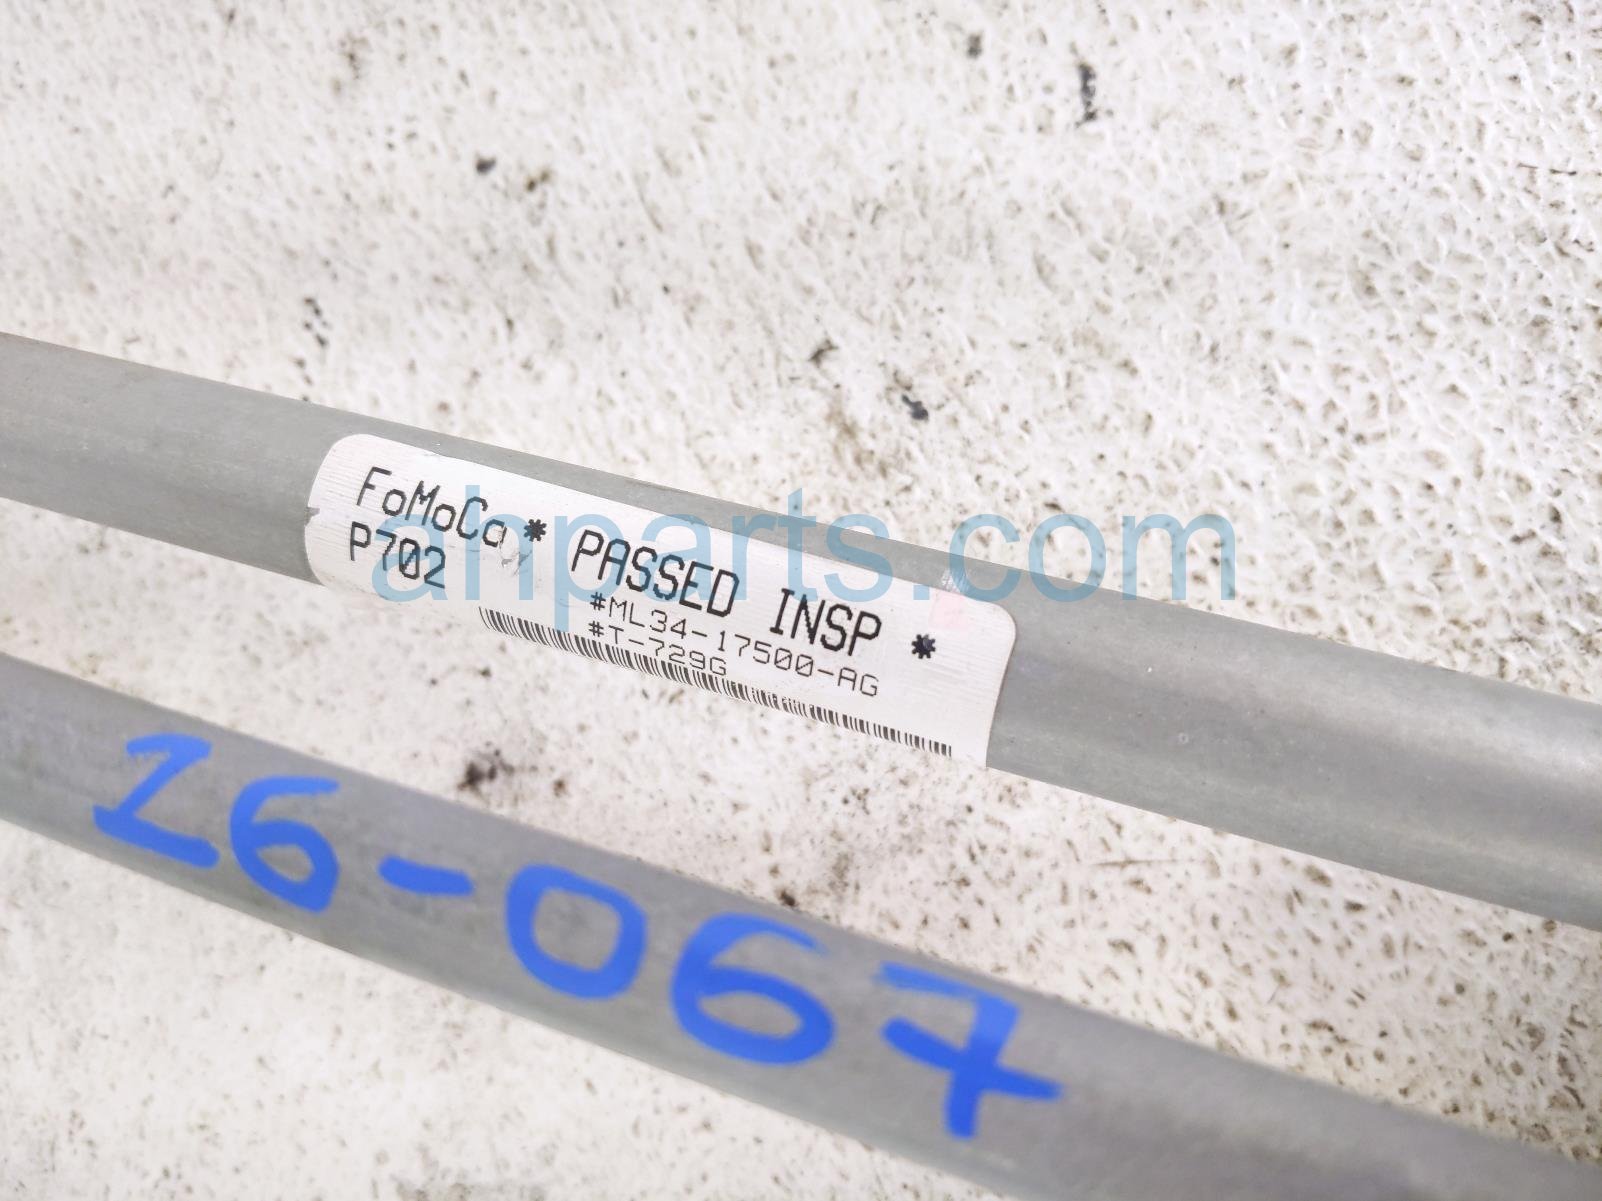 FoMoCo * PASSED INSP *
P702
#ML34-17500-AG
#T-729G
ahparts.com
26-067